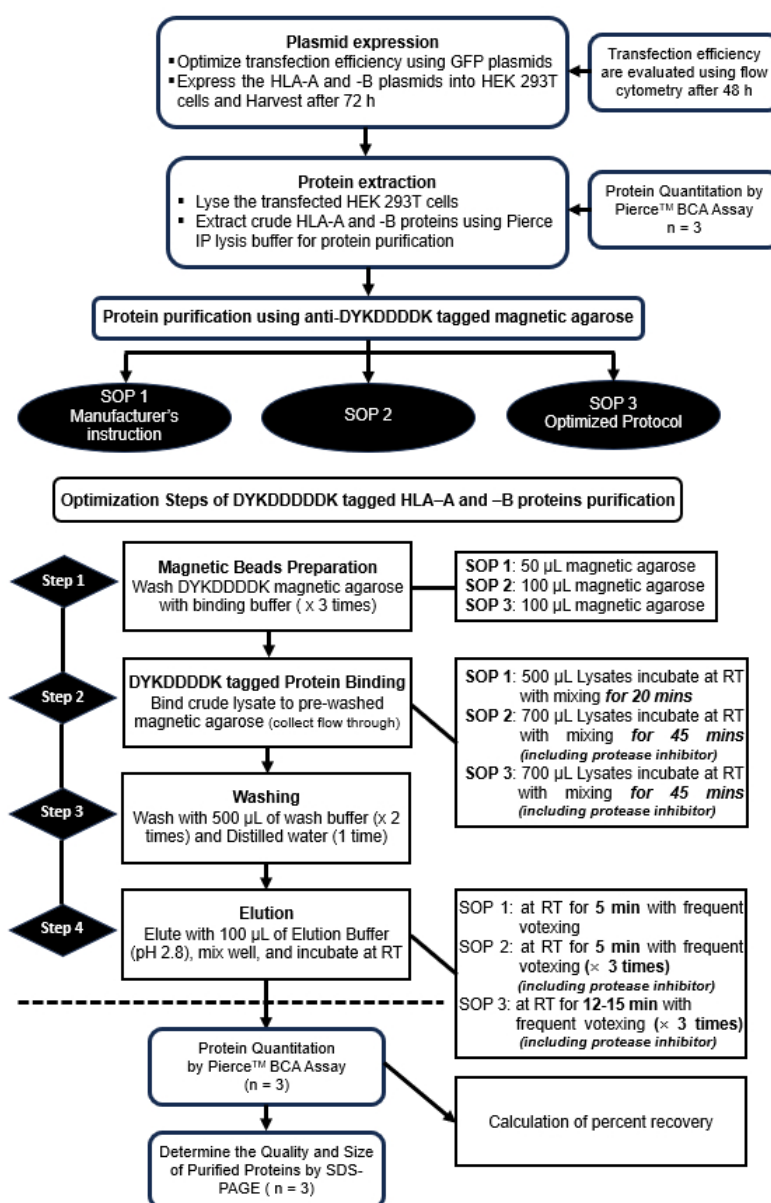 Plasmid expression
▪Optimize transfection efficiency using GFP plasmids
▪Express the HLA-A and -B plasmids into HEK 293T
cells and Harvest after 72 h
Transfection efficiency
are evaluated using flow
cytometry after 48 h
Protein extraction
▪ Lyse the transfected HEK 293T cells
▪ Extract crude HLA-A and -B proteins using Pierce
IP lysis buffer for protein purification
Protein Quantitation by
Pierce™ BCA Assay
n = 3
Protein purification using anti-DYKDDDDK tagged magnetic agarose
SOP 1
Manufacturer's
instruction
SOP 2
SOP 3
Optimized Protocol
Optimization Steps of DYKDDDDDK tagged HLA–A and –B proteins purification
Step 1
Magnetic Beads Preparation
Wash DYKDDDDK magnetic agarose
with binding buffer ( x 3 times)
SOP 1: 50 µL magnetic agarose
SOP 2: 100 µL magnetic agarose
SOP 3: 100 µL magnetic agarose
Step 2
DYKDDDDK tagged Protein Binding
Bind crude lysate to pre-washed
magnetic agarose (collect flow through)
SOP 1: 500 µL Lysates incubate at RT
with mixing for 20 mins
SOP 2: 700 µL Lysates incubate at RT
with mixing for 45 mins
(including protease inhibitor)
SOP 3: 700 µL Lysates incubate at RT
with mixing for 45 mins
(including protease inhibitor)
Step 3
Washing
Wash with 500 µL of wash buffer (x 2
times) and Distilled water (1 time)
Step 4
Elution
Elute with 100 µL of Elution Buffer
(pH 2.8), mix well, and incubate at RT
SOP 1: at RT for 5 min with frequent
votexing
SOP 2: at RT for 5 min with frequent
votexing (× 3 times)
(including protease inhibitor)
SOP 3: at RT for 12-15 min with
frequent votexing (× 3 times)
(including protease inhibitor)
Protein Quantitation
by Pierce™ BCA Assay
(n = 3)
Calculation of percent recovery
Determine the Quality and Size
of Purified Proteins by SDS-
PAGE ( n = 3)